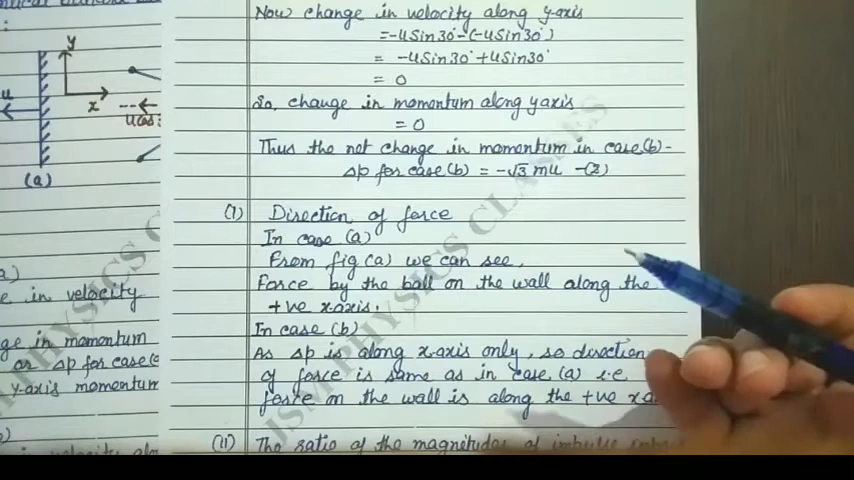 Now change in velocity along y-axis
= -uSin30° - (-uSin30°)
= -uSin30° + uSin30°
= 0
So, change in momentum along y axis
= 0
Thus the net change in momentum in case (b) -
Δp for case (b) = -√3 mu -(2)
(I) Direction of force
In case (a)
From fig (a) we can see,
Force by the ball on the wall along the
+ve x-axis.
In case (b)
As Δp is along x-axis only, so direction
of force is same as in case (a) i.e
force on the wall is along the +ve x-a
(II) The ratio of the magnitudes of impulse
y
u
x
(a)
e in velocity
ge in momentum
or Δp for case(
y-axis momentum
JSM PHYSICS CLASSES